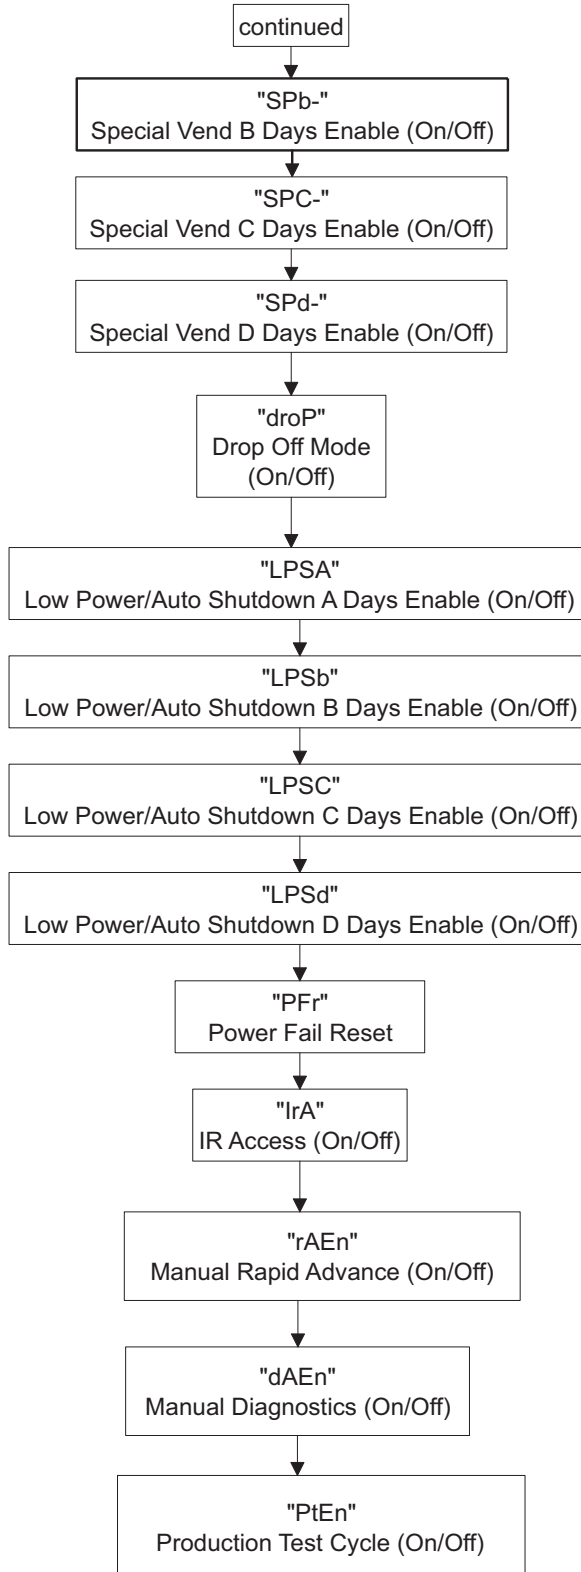 continued
"SPb-"
Special Vend B Days Enable (On/Off)
"SPC-"
Special Vend C Days Enable (On/Off)
"SPd-"
Special Vend D Days Enable (On/Off)
"droP"
Drop Off Mode
(On/Off)
"LPSA"
Low Power/Auto Shutdown A Days Enable (On/Off)
"LPSb"
Low Power/Auto Shutdown B Days Enable (On/Off)
"LPSC"
Low Power/Auto Shutdown C Days Enable (On/Off)
"LPSd"
Low Power/Auto Shutdown D Days Enable (On/Off)
"PFr"
Power Fail Reset
"IrA"
IR Access (On/Off)
"rAEn"
Manual Rapid Advance (On/Off)
"dAEn"
Manual Diagnostics (On/Off)
"PtEn"
Production Test Cycle (On/Off)